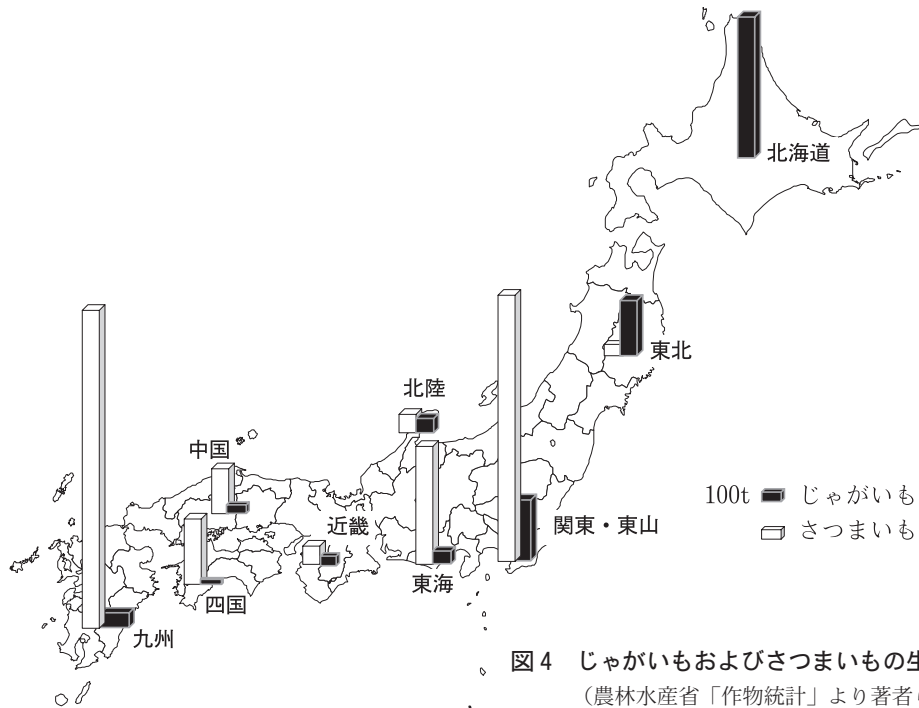 北海道
東北
北陸
中国
近畿
関東・東山
四国
東海
九州
100t じゃがいも
さつまいも
図4 じゃがいもおよびさつまいもの生
（農林水産省「作物統計」より著者